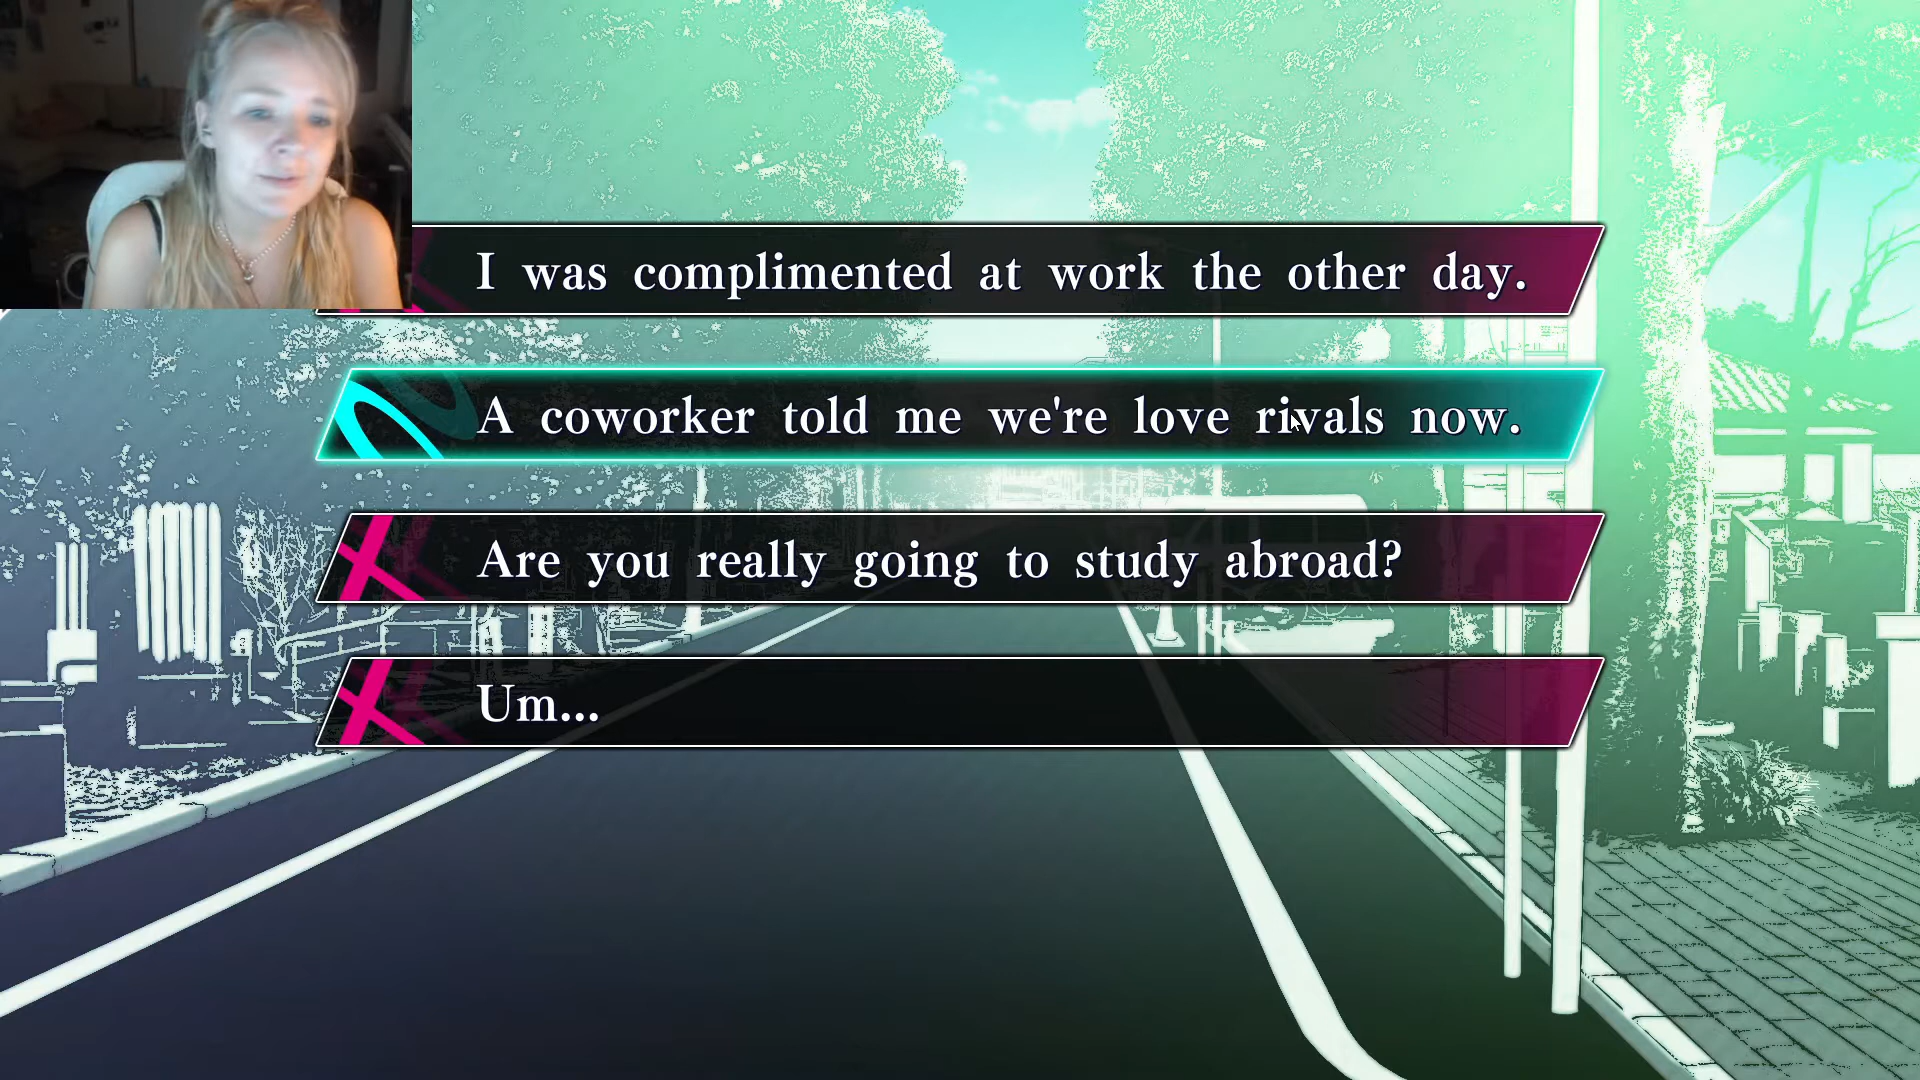 I was complimented at work the other day.
A coworker told me we're love rivals now.
Are you really going to study abroad?
Um...